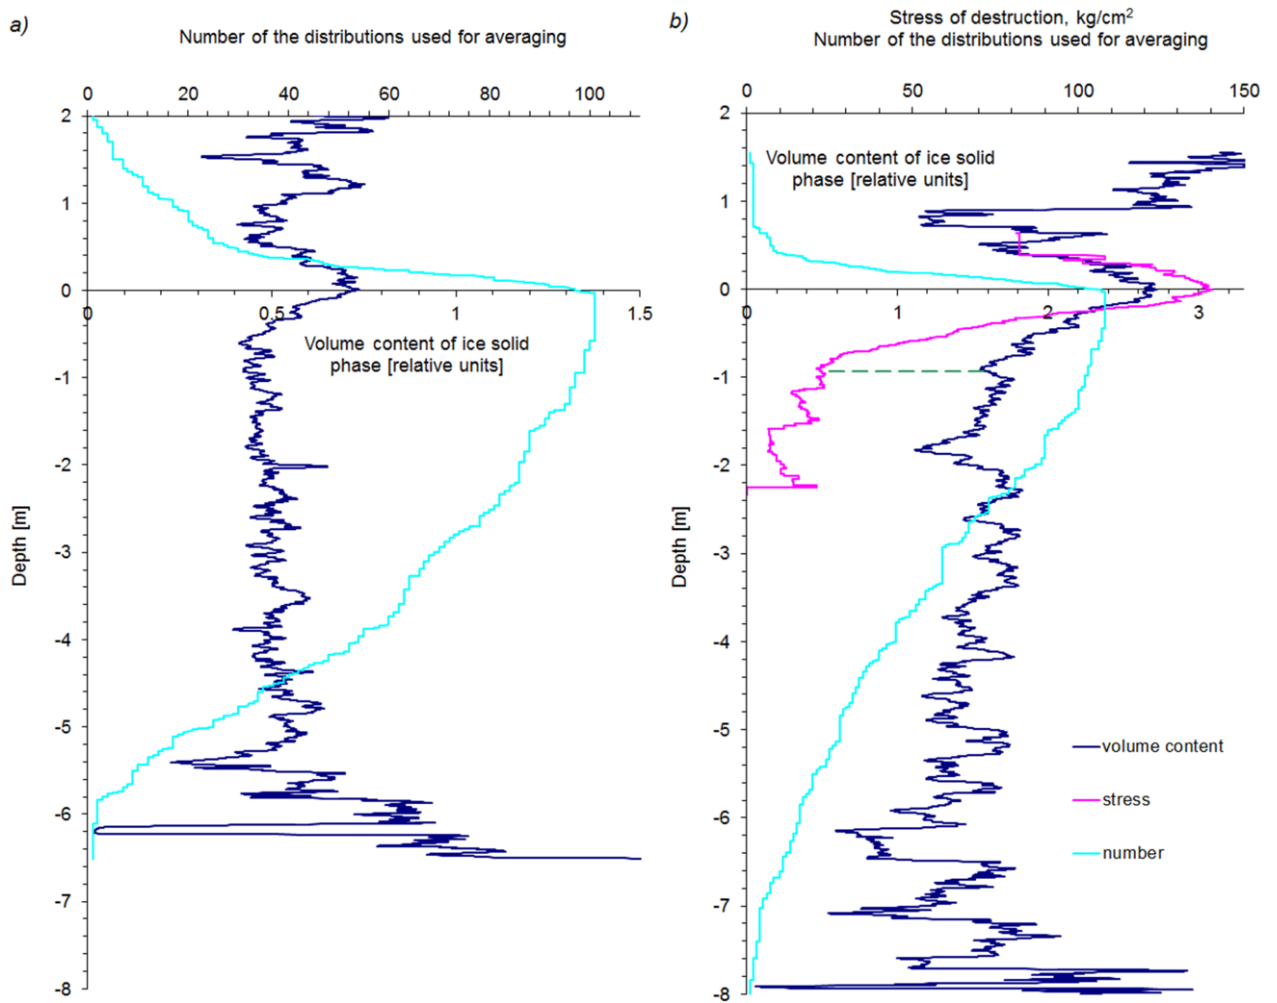 a)
Number of the distributions used for averaging
0 20 40 60 80 100
2
1
0
-1
-2
-3
-4
-5
-6
-7
-8
0 0.5 1 1.5
Volume content of ice solid
phase [relative units]
Depth [m]
b)
Stress of destruction, kg/cm²
Number of the distributions used for averaging
0 50 100 150
2
1
0
-1
-2
-3
-4
-5
-6
-7
-8
Volume content of ice solid
phase [relative units]
0 1 2 3
Depth [m]
volume content
stress
number